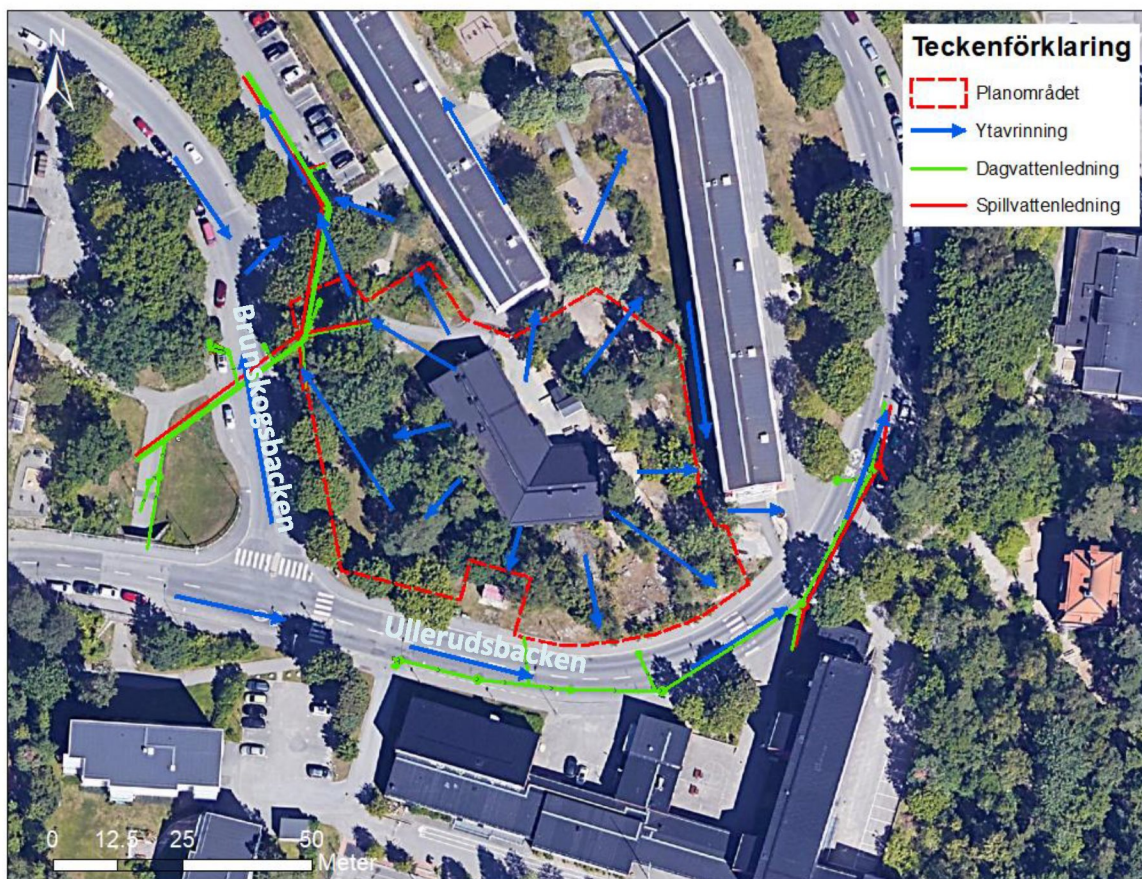 N
Teckenförklaring
Planområdet
Ytavrinning
Dagvattenledning
Spillvattenledning
Brunskogsbacken
Ullerudsbacken
0 12.5 25 50
Meter